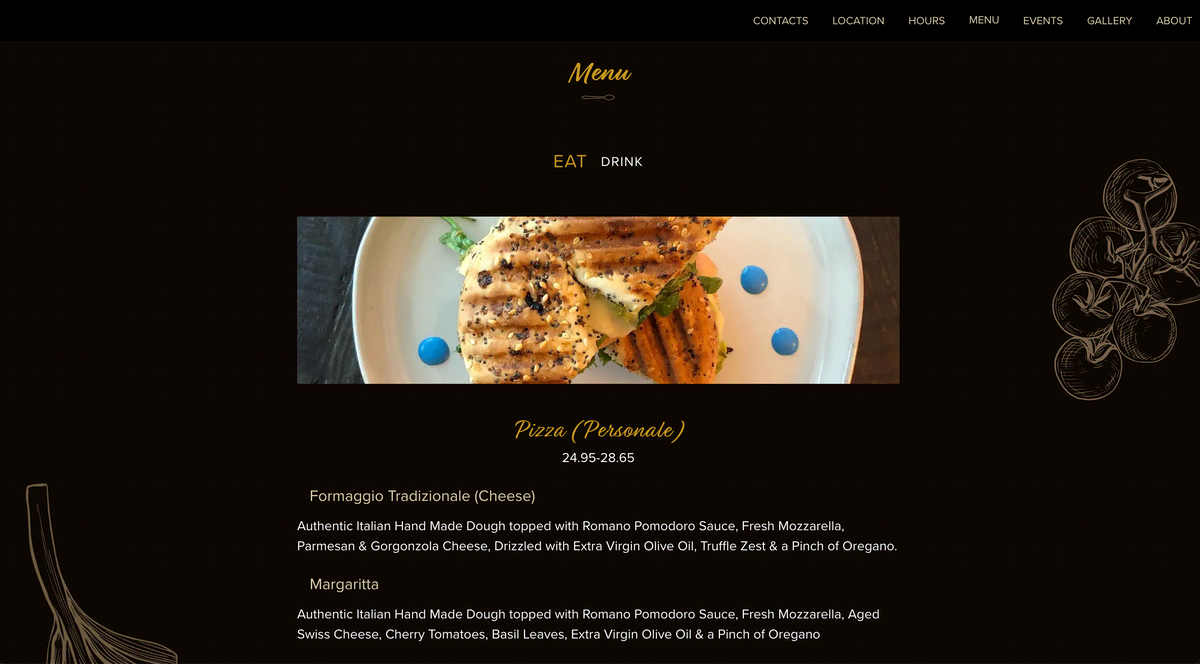 CONTACTS LOCATION HOURS MENU EVENTS GALLERY ABOUT
Menu
EAT DRINK
Pizza (Personale)
24.95-28.65
Formaggio Tradizionale (Cheese)
Authentic Italian Hand Made Dough topped with Romano Pomodoro Sauce, Fresh Mozzarella,
Parmesan & Gorgonzola Cheese, Drizzled with Extra Virgin Olive Oil, Truffle Zest & a Pinch of Oregano.
Margaritta
Authentic Italian Hand Made Dough topped with Romano Pomodoro Sauce, Fresh Mozzarella, Aged
Swiss Cheese, Cherry Tomatoes, Basil Leaves, Extra Virgin Olive Oil & a Pinch of Oregano